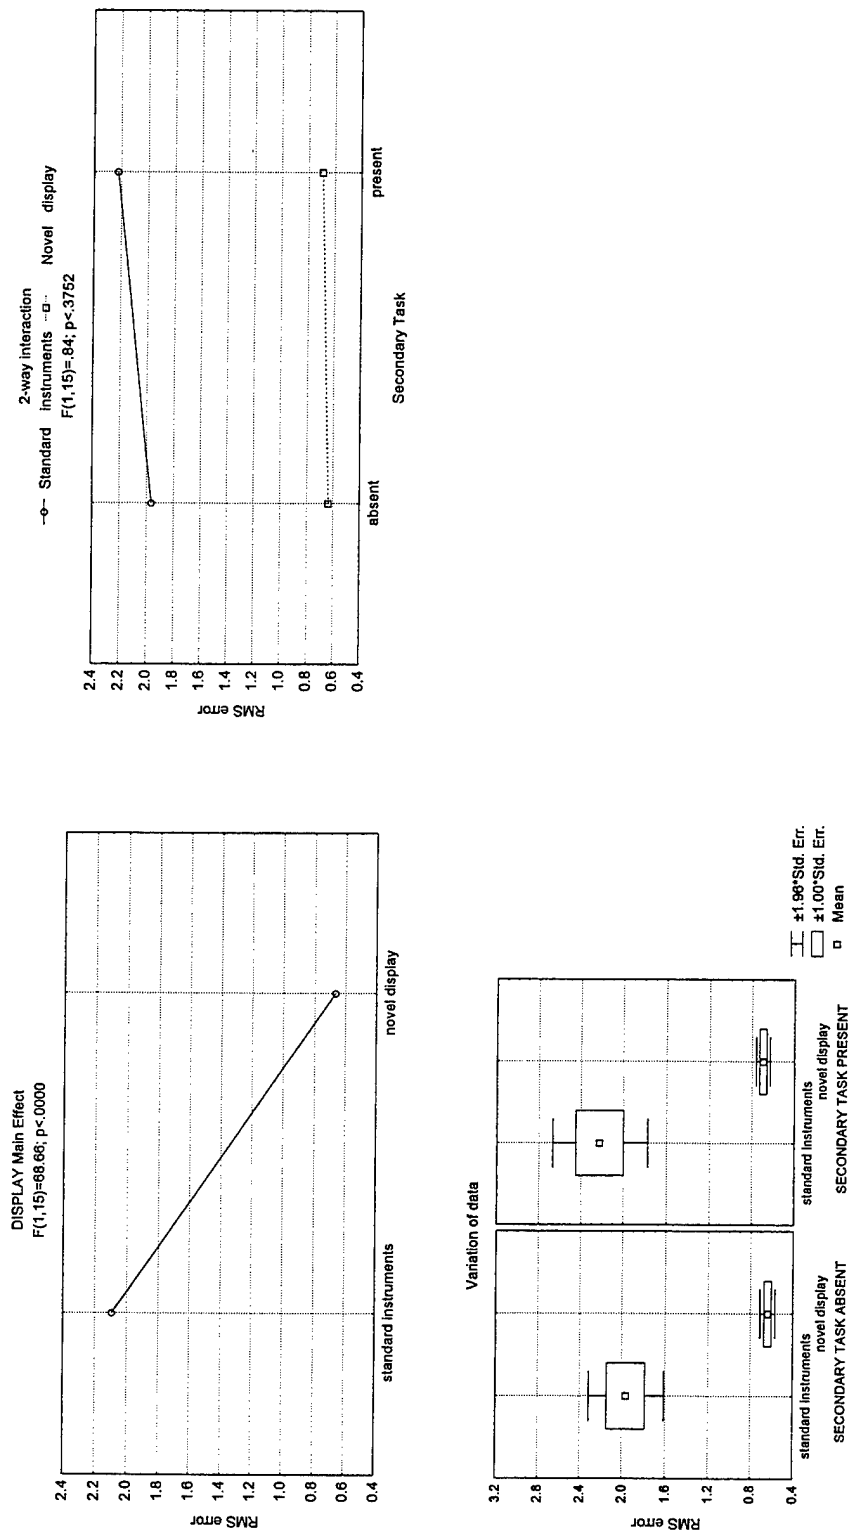 DISPLAY Main Effect
F(1,15)=68.66; p<.0000
RMS error
2.4
2.2
2.0
1.8
1.6
1.4
1.2
1.0
0.8
0.6
0.4
standard instruments
novel display
2-way interaction
Standard instruments Novel display
F(1,15)=.84; p<.3752
RMS error
2.4
2.2
2.0
1.8
1.6
1.4
1.2
1.0
0.8
0.6
0.4
absent
present
Secondary Task
Variation of data
RMS error
3.2
2.8
2.4
2.0
1.6
1.2
0.8
0.4
standard instruments
novel display
SECONDARY TASK ABSENT
standard instruments
novel display
SECONDARY TASK PRESENT
±1.96*Std. Err.
±1.00*Std. Err.
Mean